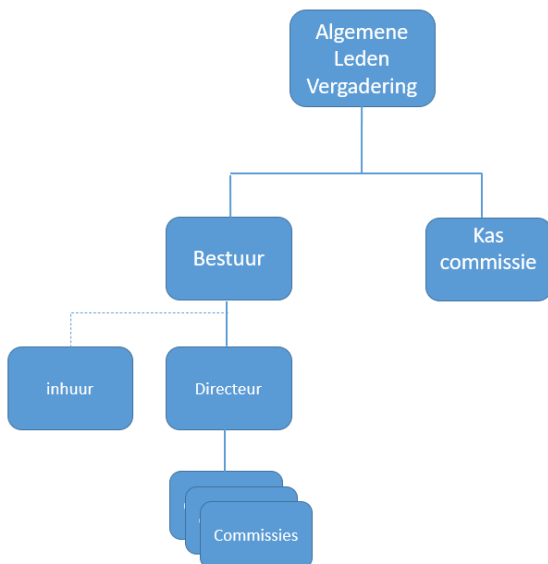 Algemene
Leden
Vergadering
Bestuur
Kas
commissie
inhuur
Directeur
Commissies